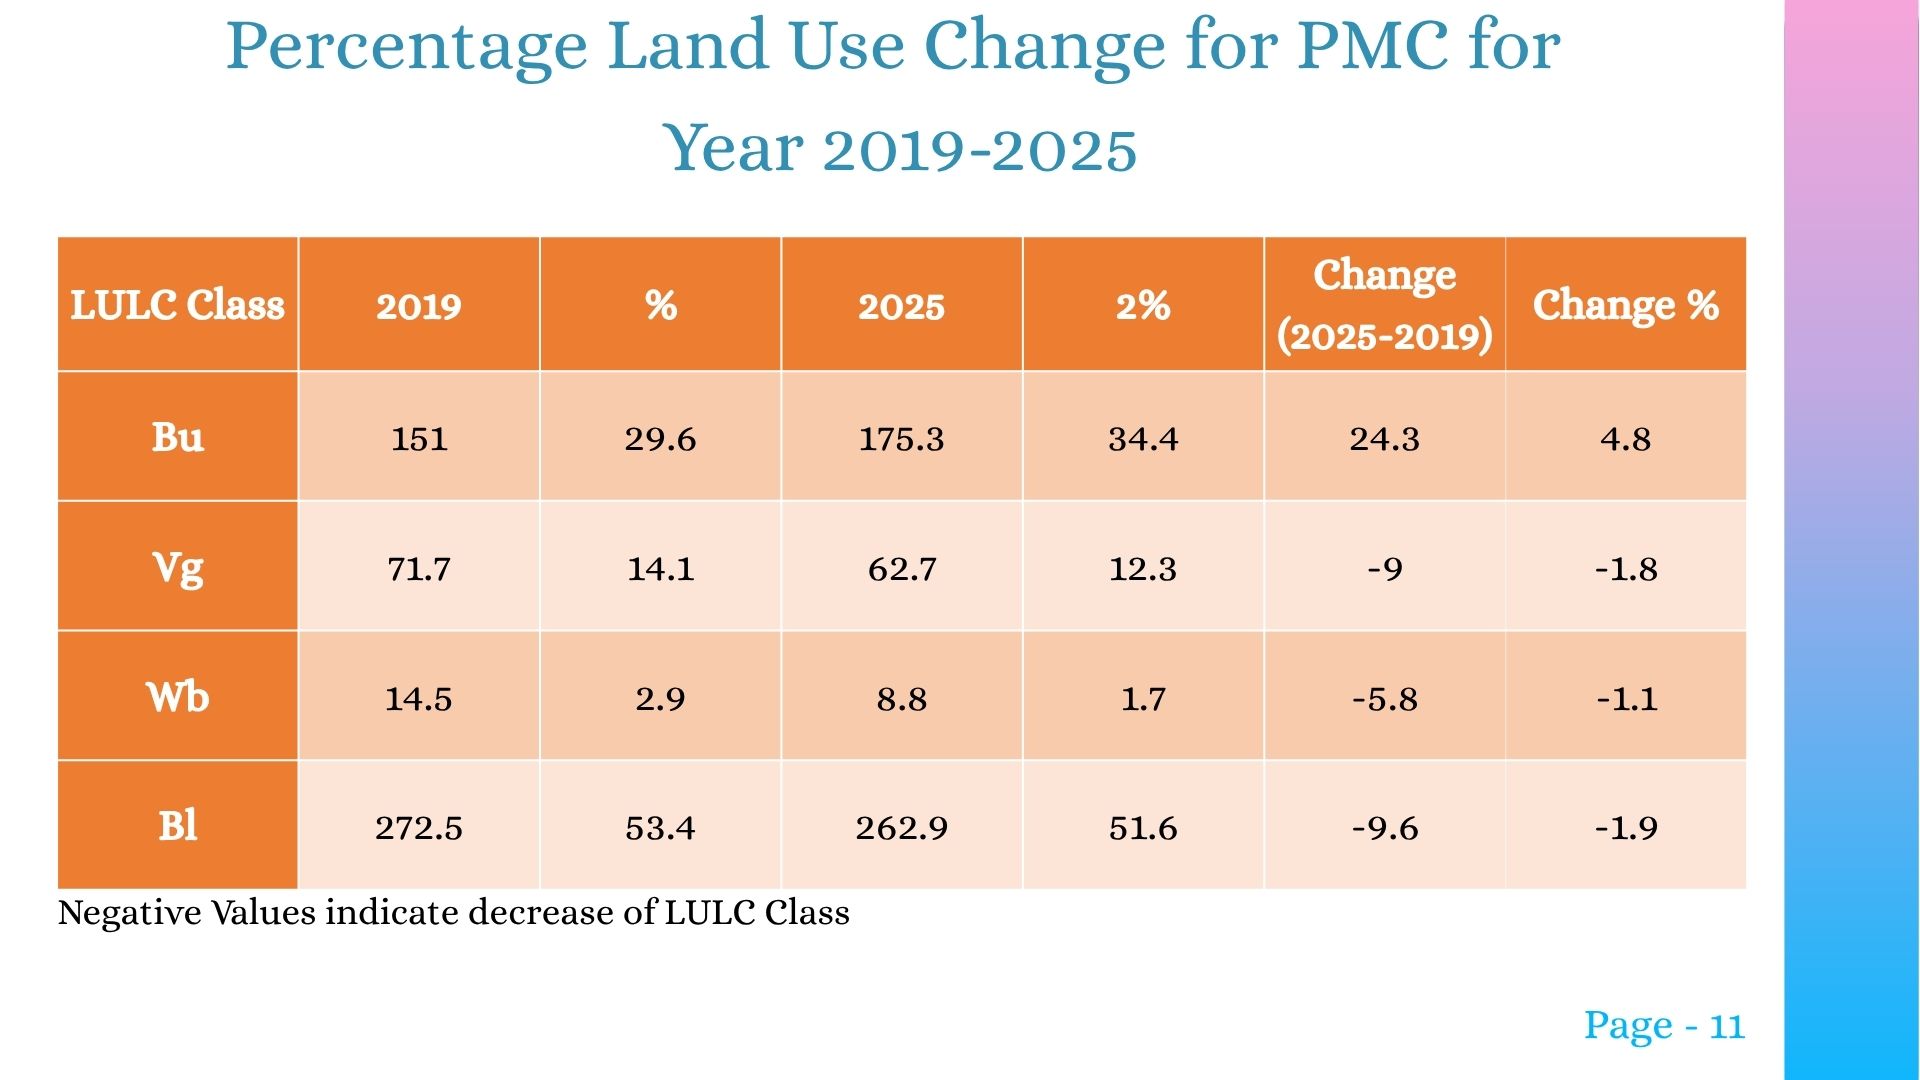 Percentage Land Use Change for PMC for
Year 2019-2025
LULC Class 2019 % 2025 2% Change (2025-2019) Change %
Bu 151 29.6 175.3 34.4 24.3 4.8
Vg 71.7 14.1 62.7 12.3 -9 -1.8
Wb 14.5 2.9 8.8 1.7 -5.8 -1.1
Bl 272.5 53.4 262.9 51.6 -9.6 -1.9
Negative Values indicate decrease of LULC Class
Page - 11